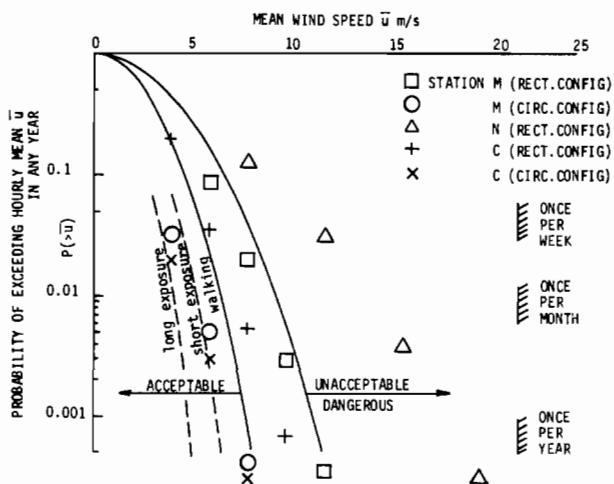 MEAN WIND SPEED u̅ m/s
0 5 10 15 20 25
PROBABILITY OF EXCEEDING HOURLY MEAN u̅
IN ANY YEAR
P(>u̅)
0.1
0.01
0.001
□ STATION M (RECT.CONFIG)
○ M (CIRC.CONFIG)
△ N (RECT.CONFIG)
+ C (RECT.CONFIG)
× C (CIRC.CONFIG)
ONCE
PER
WEEK
ONCE
PER
MONTH
ONCE
PER
YEAR
long exposure
short exposure
walking
ACCEPTABLE
UNACCEPTABLE
DANGEROUS